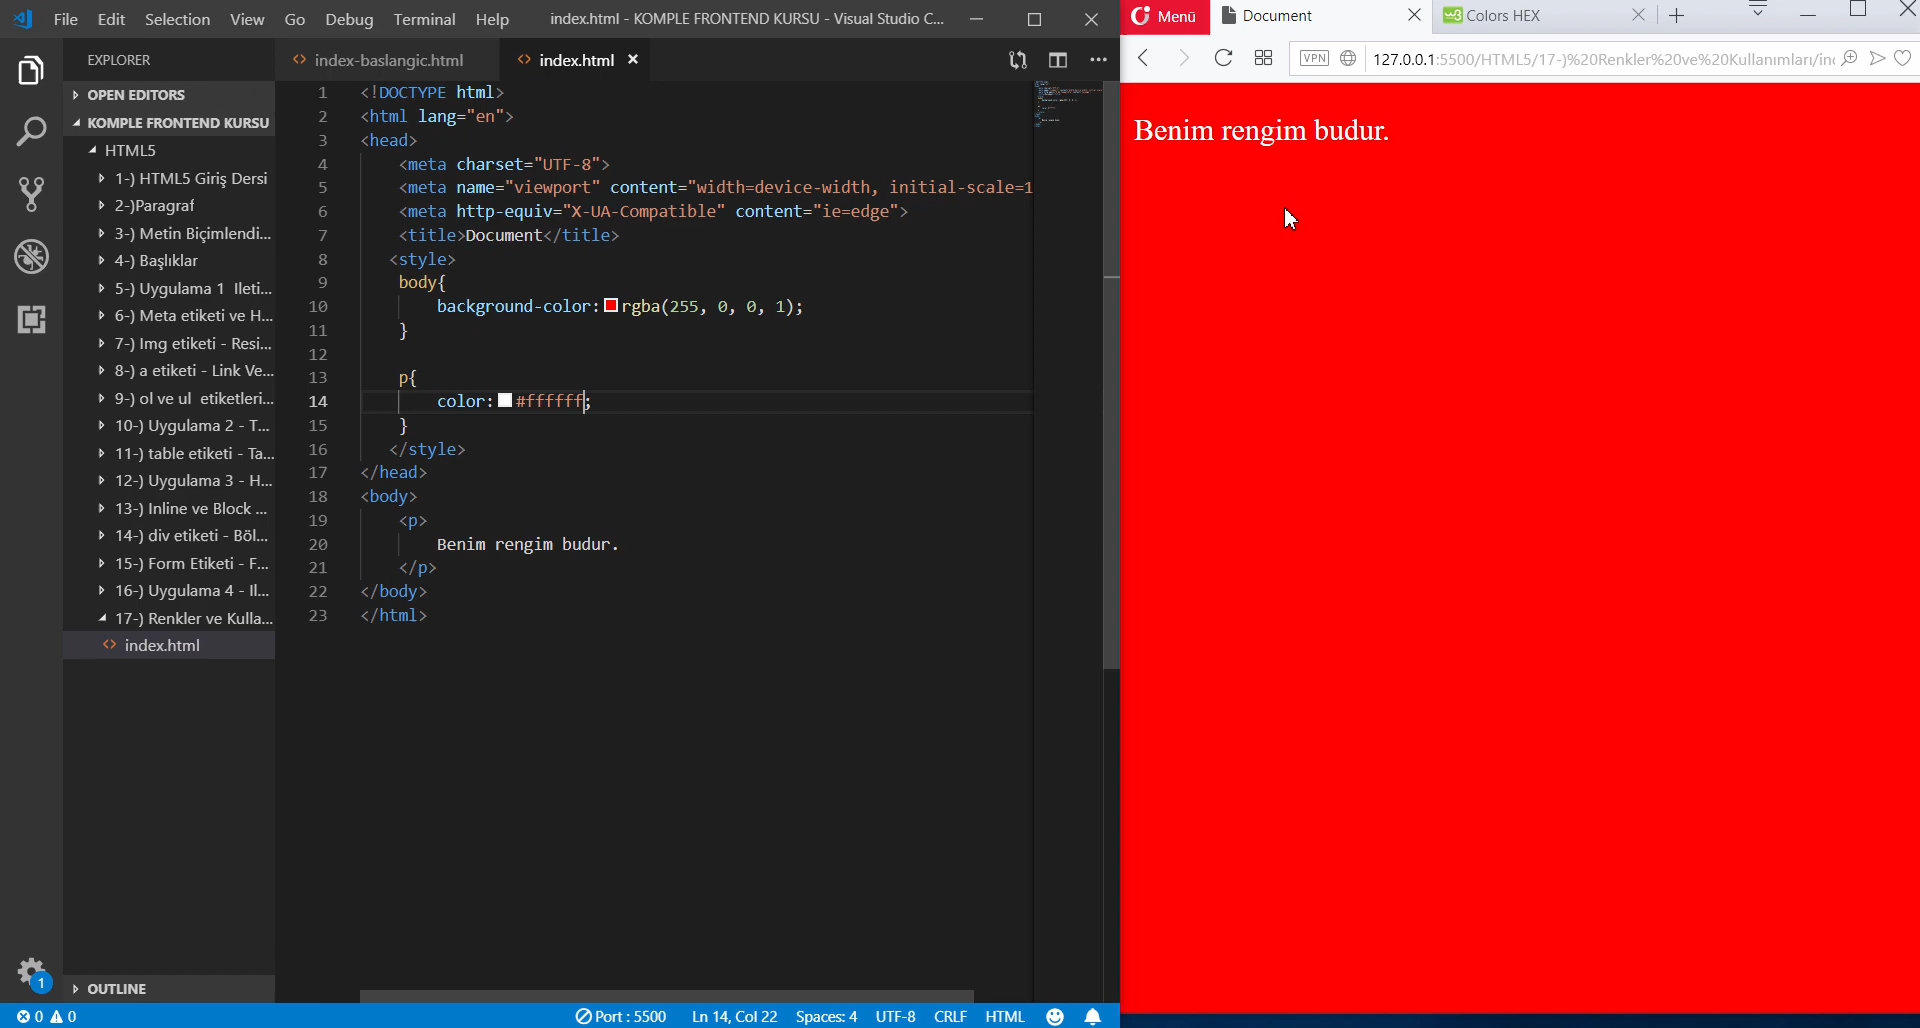 File Edit Selection View Go Debug Terminal Help index.html - KOMPLE FRONTEND KURSU - Visual Studio C...
EXPLORER
OPEN EDITORS
KOMPLE FRONTEND KURSU
HTML5
1-) HTML5 Giriş Dersi
2-)Paragraf
3-) Metin Biçimlendi...
4-) Başlıklar
5-) Uygulama 1 Ileti...
6-) Meta etiketi ve H...
7-) Img etiketi - Resi...
8-) a etiketi - Link Ve...
9-) ol ve ul etiketleri...
10-) Uygulama 2 - T...
11-) table etiketi - Ta...
12-) Uygulama 3 - H...
13-) Inline ve Block ...
14-) div etiketi - Böl...
15-) Form Etiketi - F...
16-) Uygulama 4 - Il...
17-) Renkler ve Kulla...
index.html
OUTLINE
1
index-baslangic.html index.html
1 <!DOCTYPE html>
2 <html lang="en">
3 <head>
4 <meta charset="UTF-8">
5 <meta name="viewport" content="width=device-width, initial-scale=1
6 <meta http-equiv="X-UA-Compatible" content="ie=edge">
7 <title>Document</title>
8 <style>
9 body{
10 background-color: rgba(255, 0, 0, 1);
11 }
12
13 p{
14 color: #ffffff;
15 }
16 </style>
17 </head>
18 <body>
19 <p>
20 Benim rengim budur.
21 </p>
22 </body>
23 </html>
0 0 Port : 5500 Ln 14, Col 22 Spaces: 4 UTF-8 CRLF HTML
Menü Document Colors HEX
VPN 127.0.0.1:5500/HTML5/17-)%20Renkler%20ve%20Kullanımları/in
Benim rengim budur.